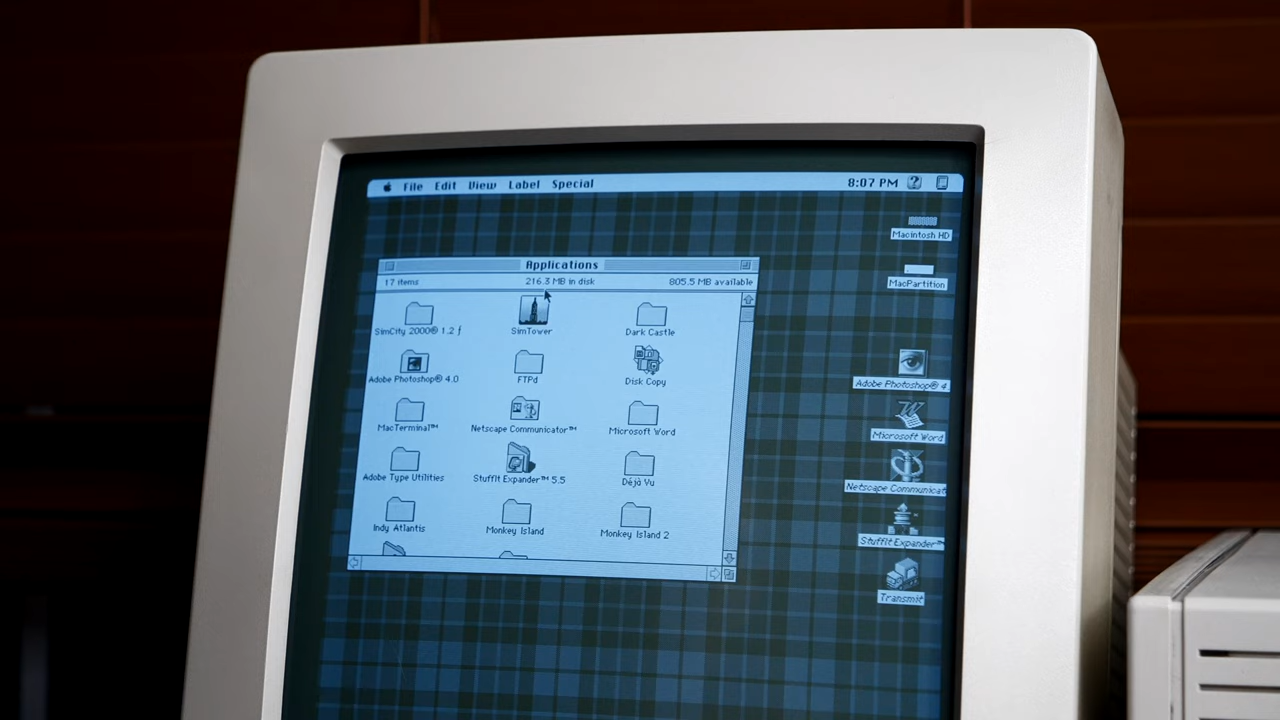 File Edit View Label Special 8:07 PM
Macintosh HD
MacPartition
Applications
17 items 216.3 MB in disk 805.5 MB available
SimCity 2000® 1.2 ƒ SimTower Dark Castle
Adobe Photoshop® 4.0 FTPd Disk Copy
MacTerminal™ Netscape Communicator™ Microsoft Word
Adobe Type Utilities StuffIt Expander™ 5.5 Déjà Vu
Indy Atlantis Monkey Island Monkey Island 2
Adobe Photoshop® 4
Microsoft Word
Netscape Communicat
StuffIt Expander™
Transmit